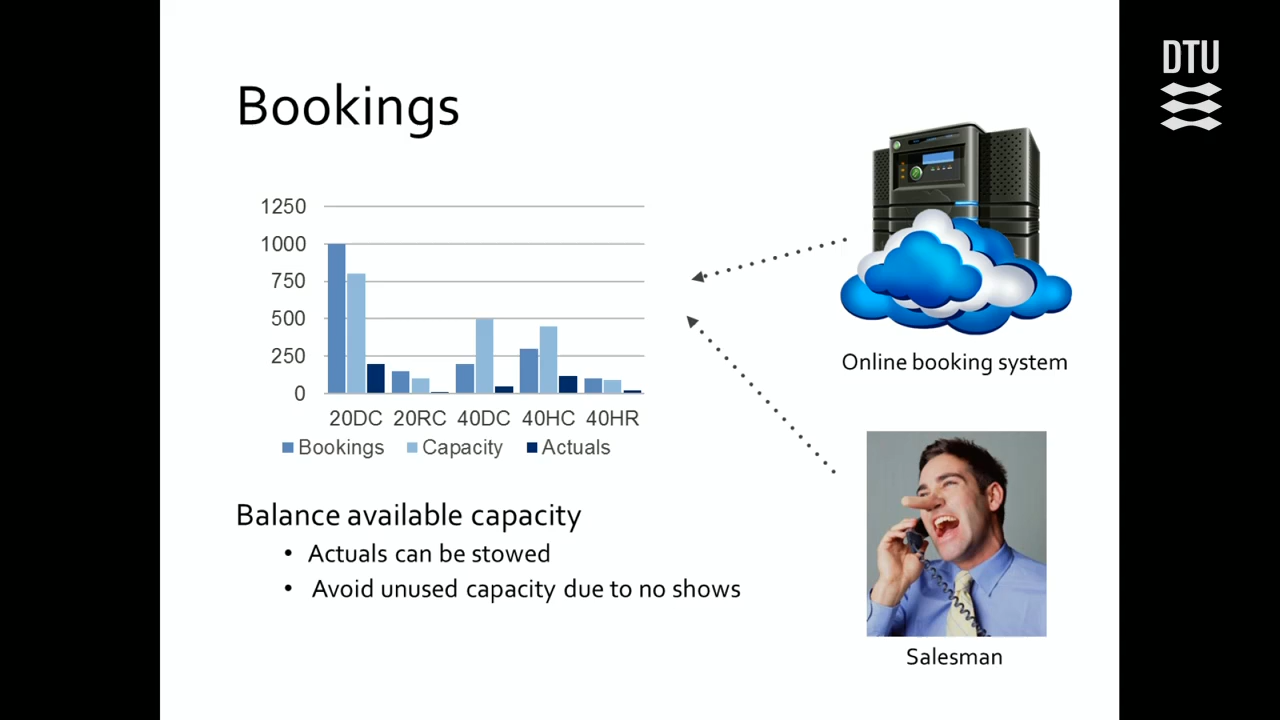 DTU
Bookings
1250
1000
750
500
250
0
20DC 20RC 40DC 40HC 40HR
Bookings Capacity Actuals
Online booking system
Balance available capacity
• Actuals can be stowed
• Avoid unused capacity due to no shows
Salesman